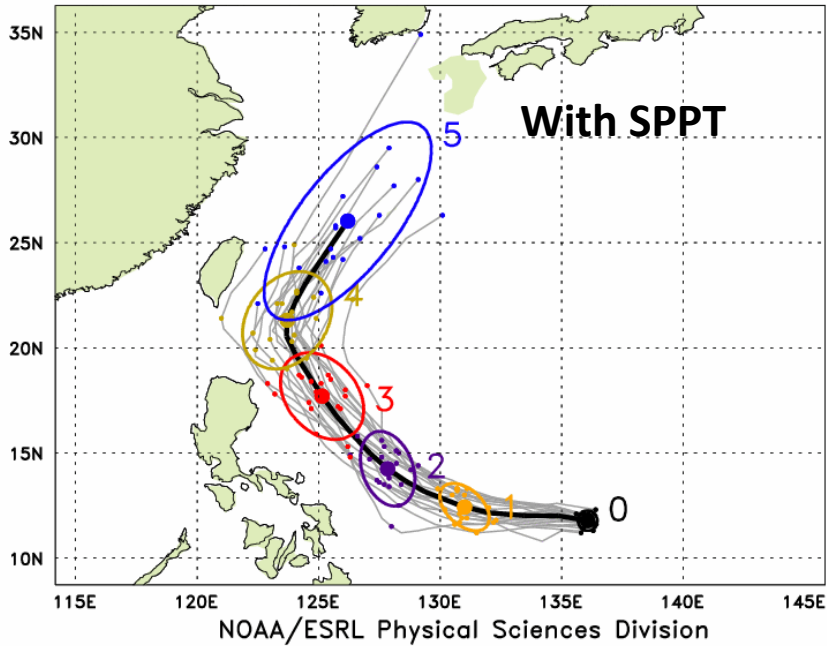 35N
30N
With SPPT
5
25N
4
20N
3
15N
2
1
0
10N
115E 120E 125E 130E 135E 140E 145E
NOAA/ESRL Physical Sciences Division